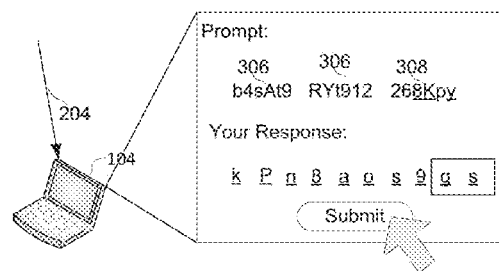 Prompt:
306 306 308
b4sAt9 RYt912 268Kpy
Your Response:
204
104
k P n 8 a o s 9 g s
Submit